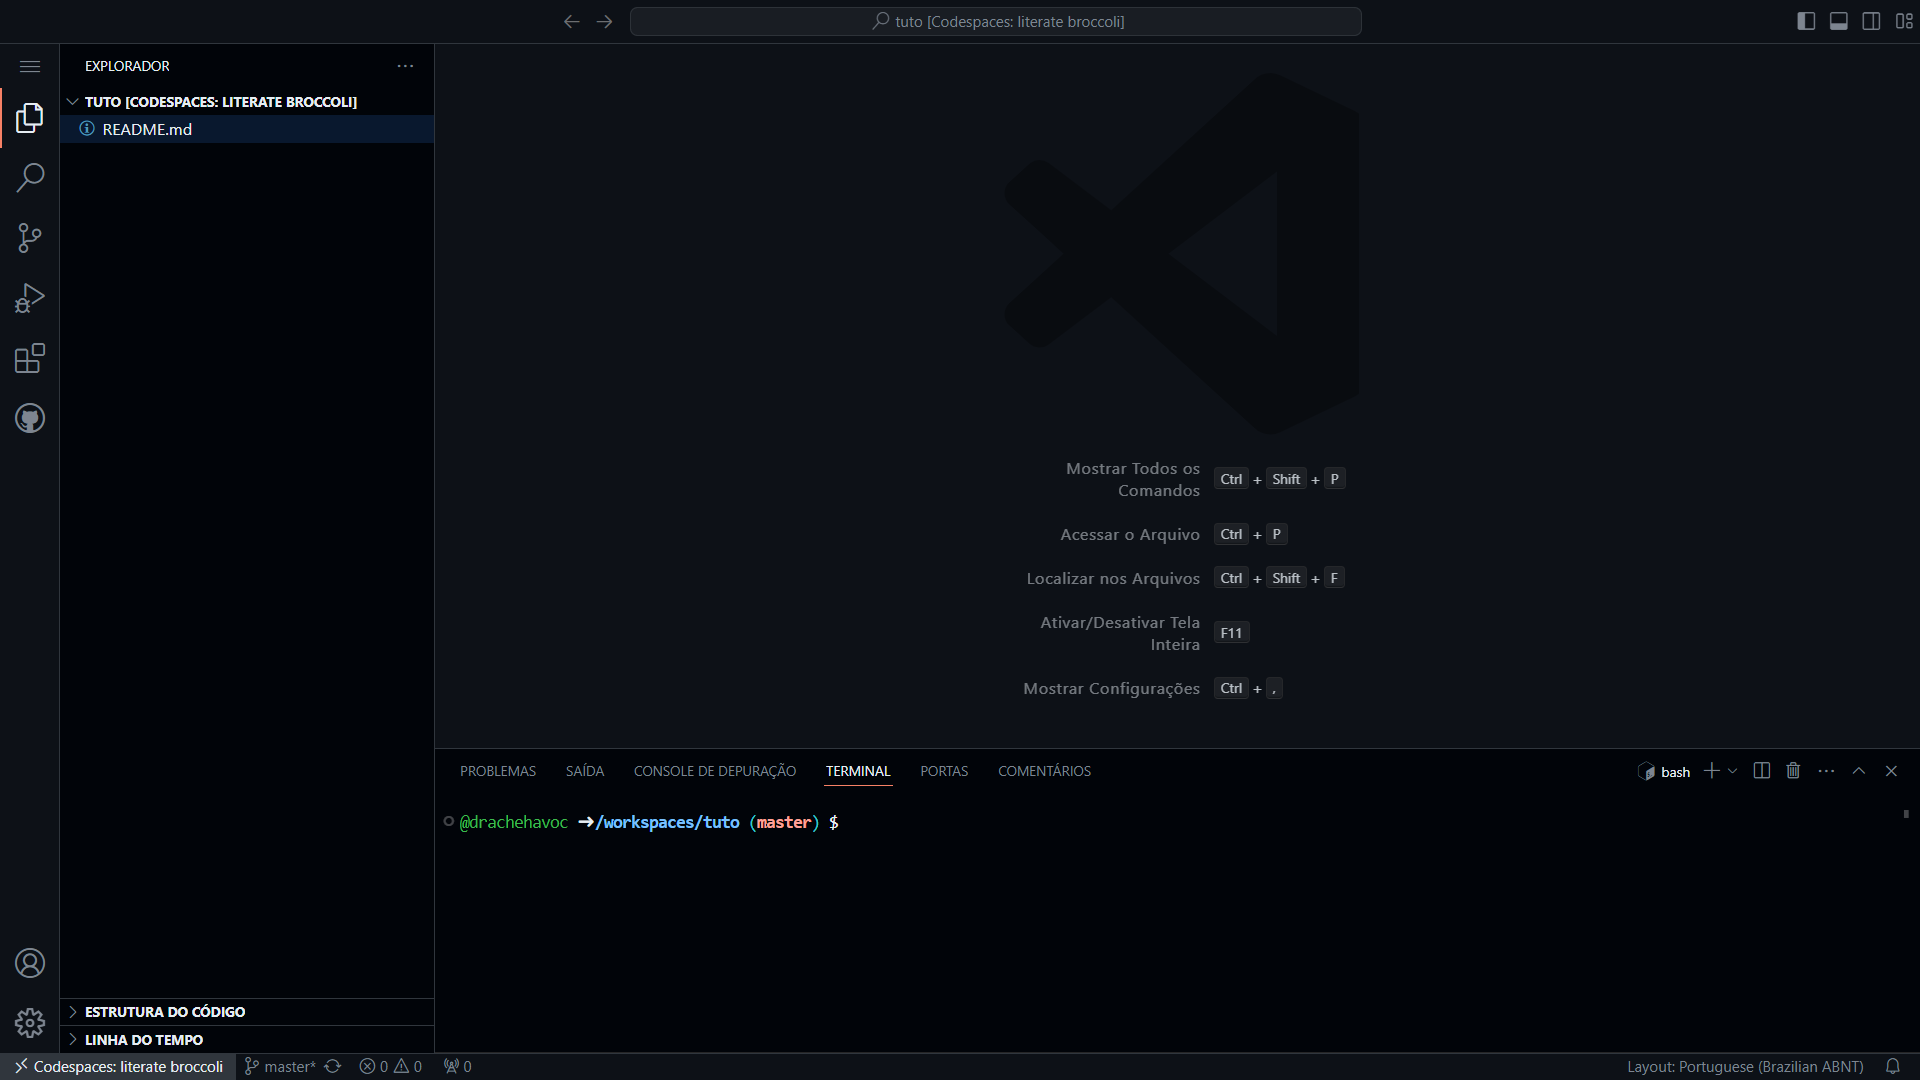 tuto [Codespaces: literate broccoli]
EXPLORADOR
TUTO [CODESPACES: LITERATE BROCCOLI]
README.md
Mostrar Todos os
Comandos
Ctrl + Shift + P
Acessar o Arquivo Ctrl + P
Localizar nos Arquivos Ctrl + Shift + F
Ativar/Desativar Tela
Inteira
F11
Mostrar Configurações Ctrl + ,
PROBLEMAS SAÍDA CONSOLE DE DEPURAÇÃO TERMINAL PORTAS COMENTÁRIOS bash
@drachehavoc ➜/workspaces/tuto (master) $
ESTRUTURA DO CÓDIGO
LINHA DO TEMPO
Codespaces: literate broccoli master* 0 0 0 Layout: Portuguese (Brazilian ABNT)